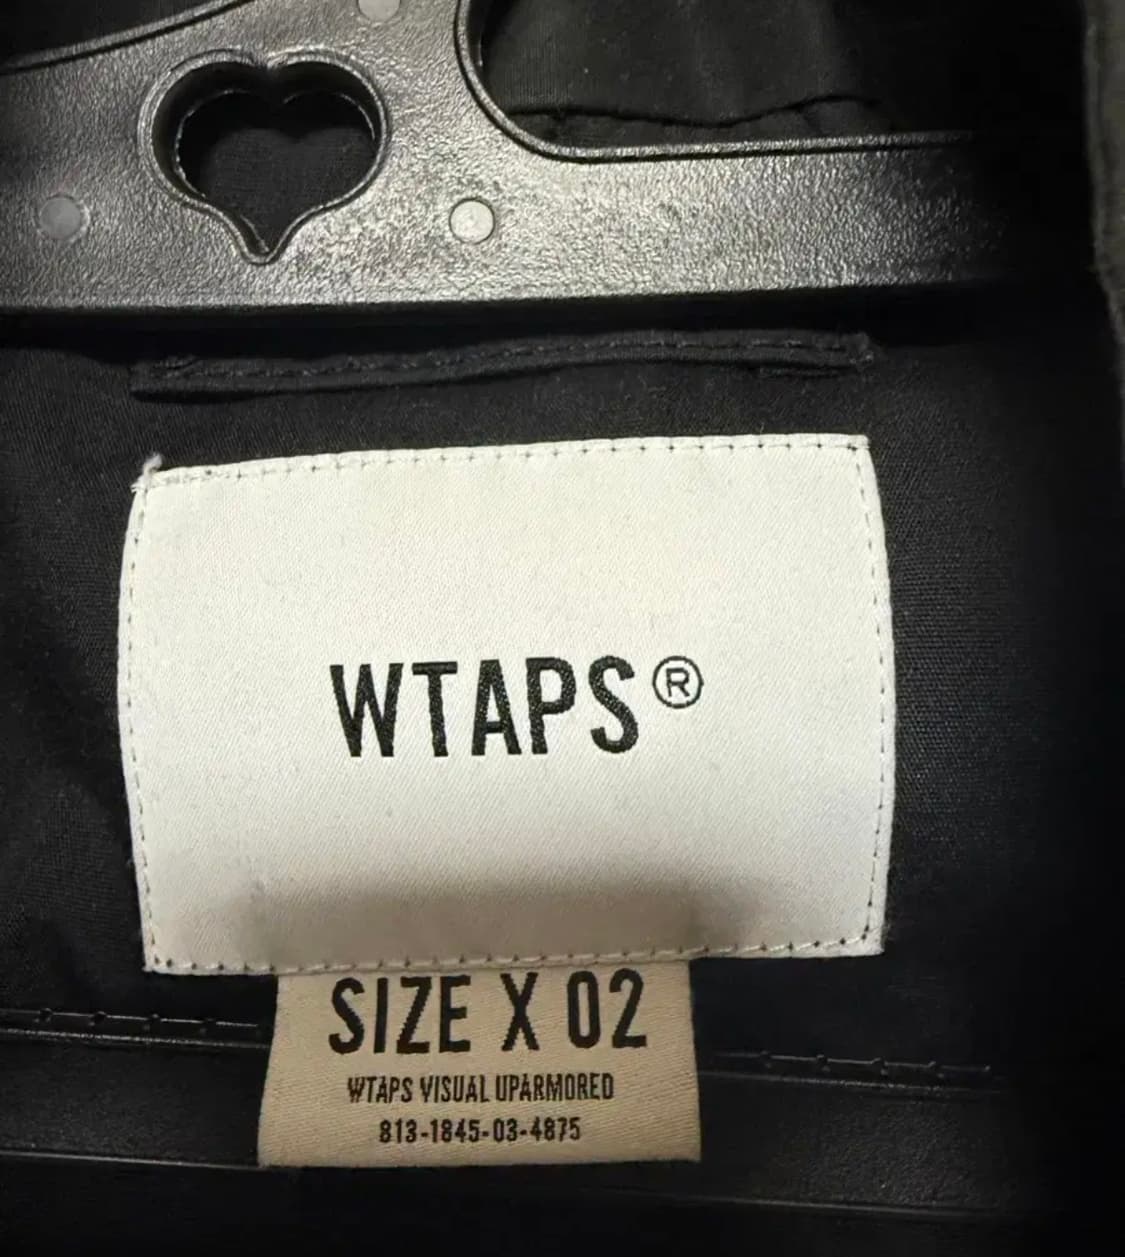 WTAPS®
SIZE X 02
WTAPS VISUAL UPARMORED
813-1845-03-4875